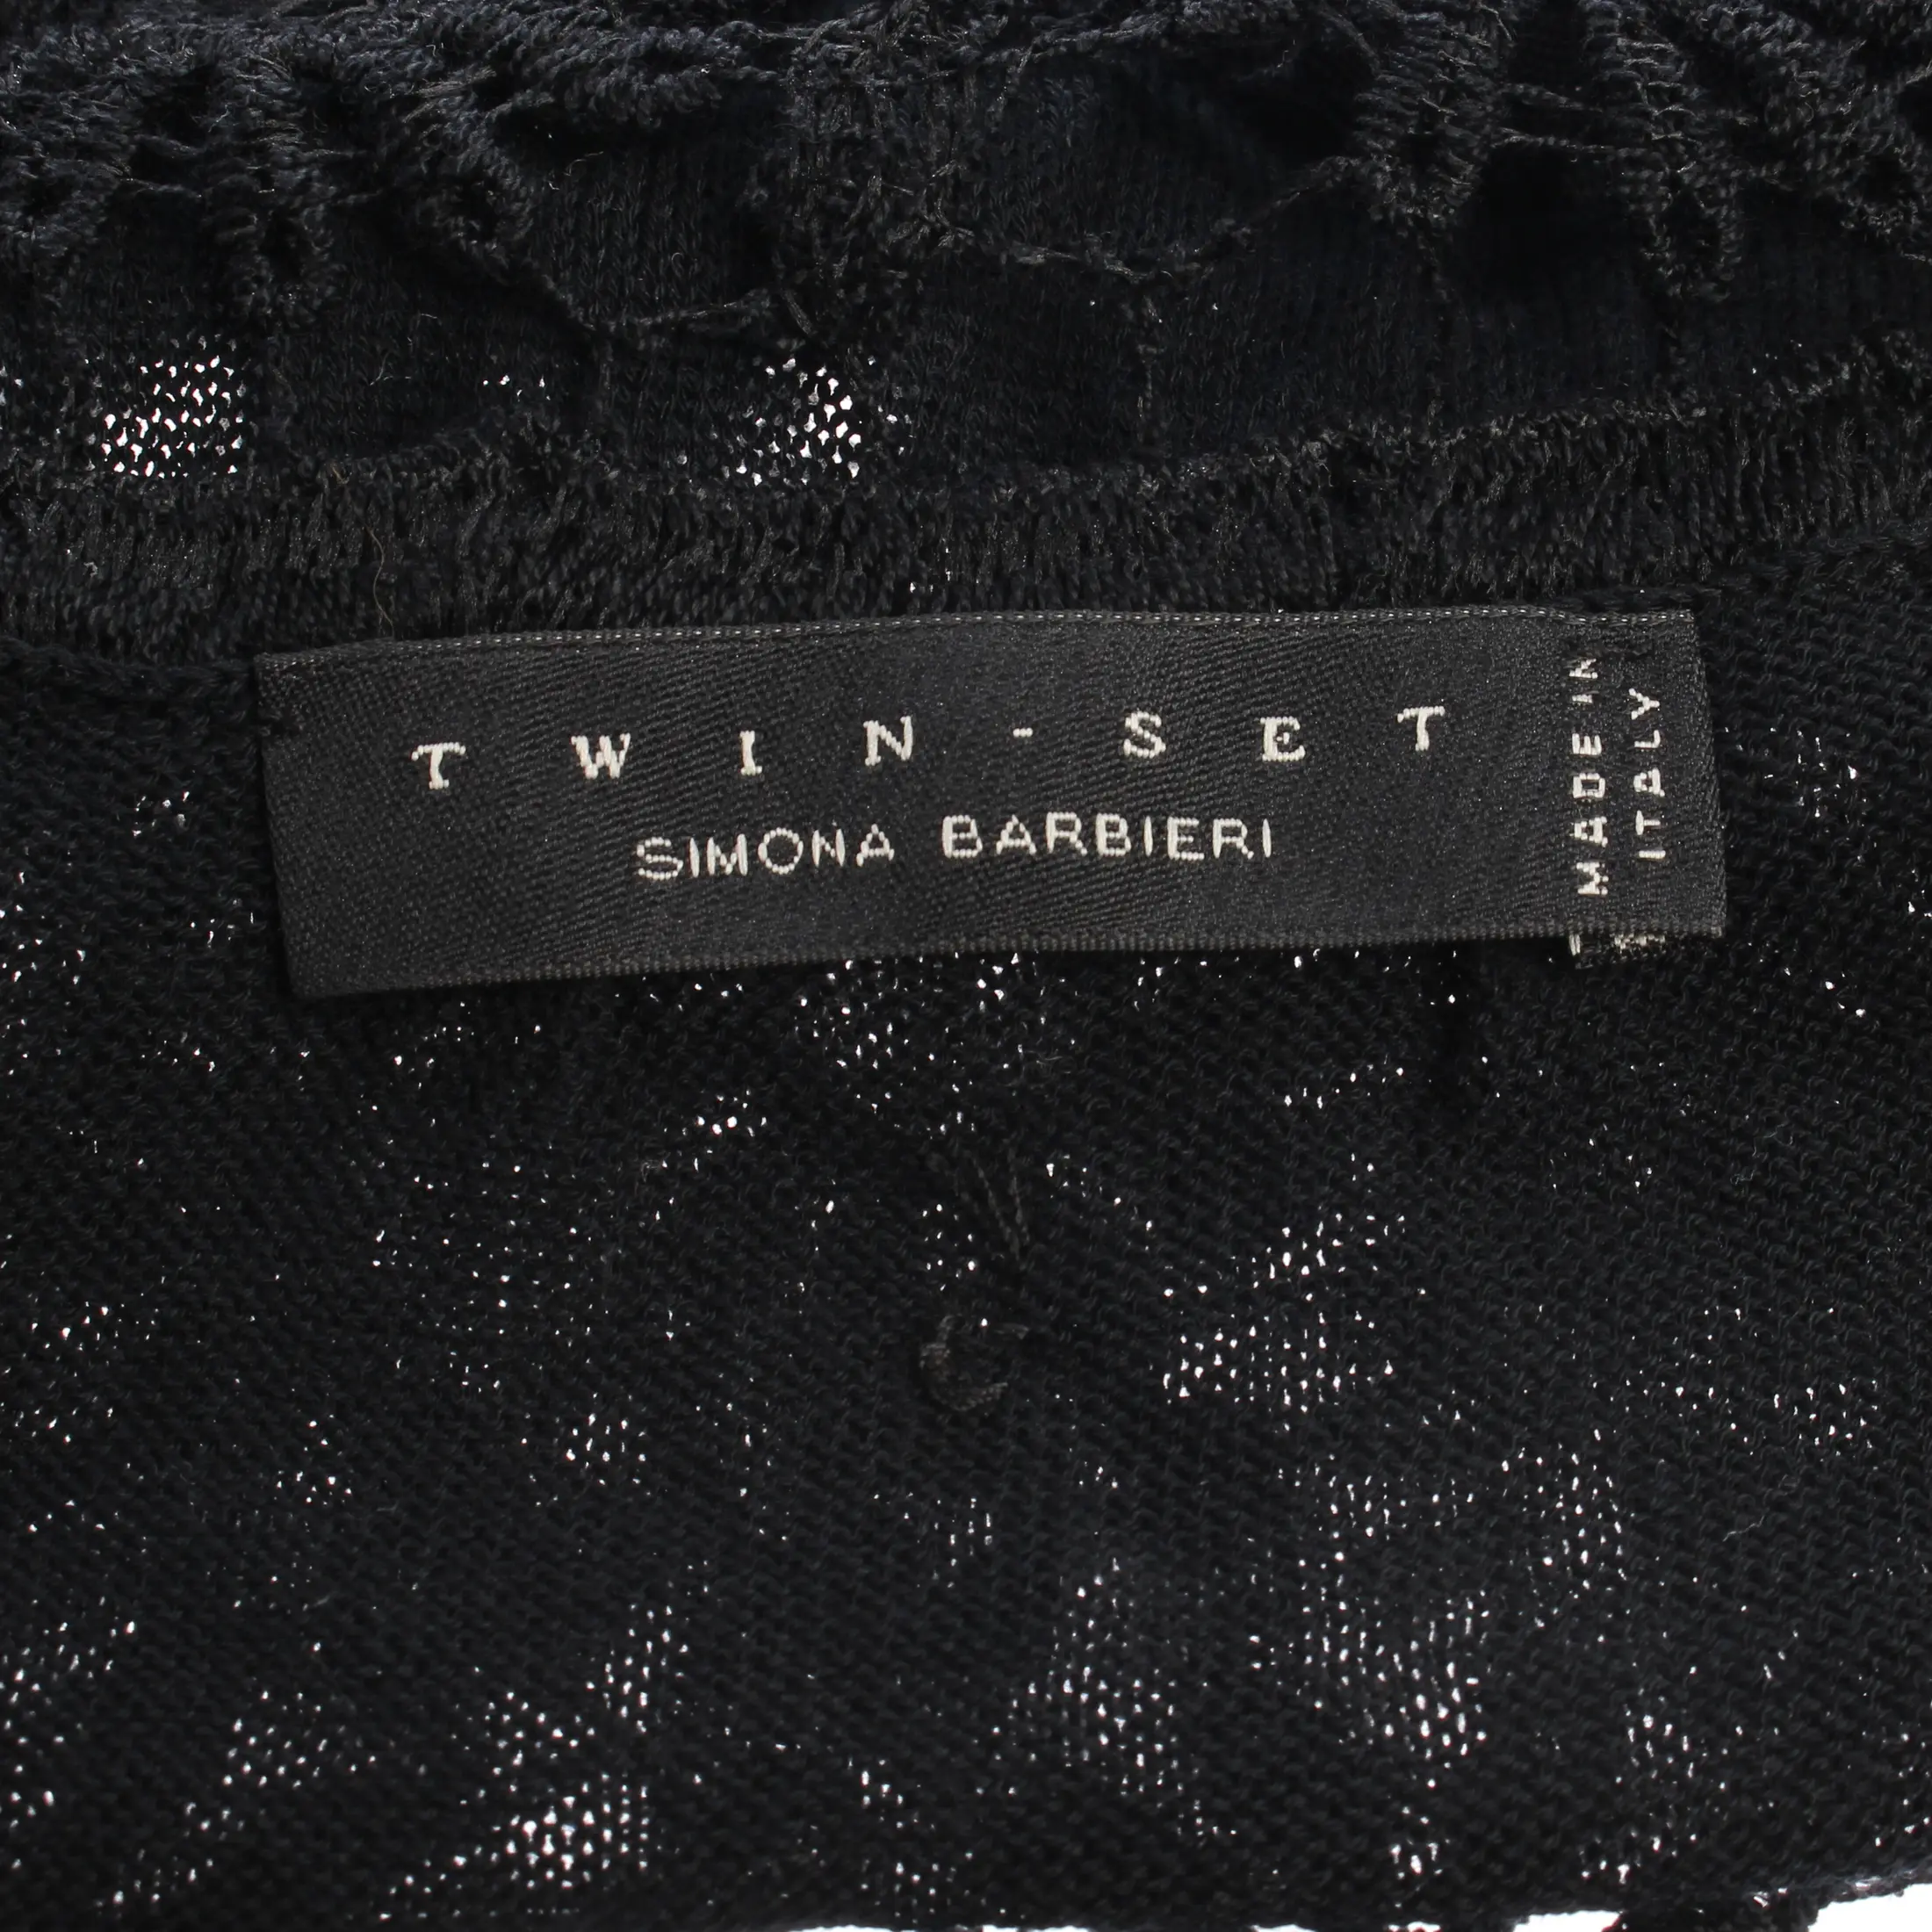 TWIN-SET
SIMONA BARBIERI
MADE IN
ITALY